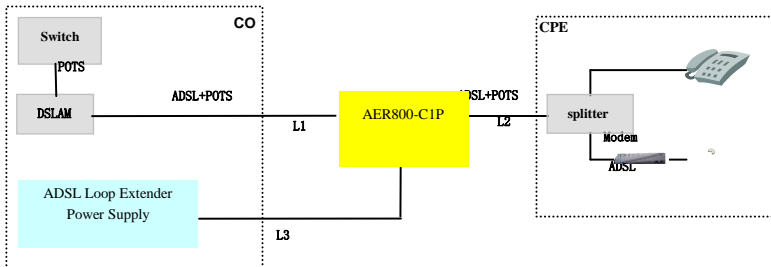 CO
Switch
POTS
DSLAM
ADSL+POTS
L1
AER800-C1P
ADSL+POTS
L2
CPE
splitter
Modem
ADSL
ADSL Loop Extender
Power Supply
L3